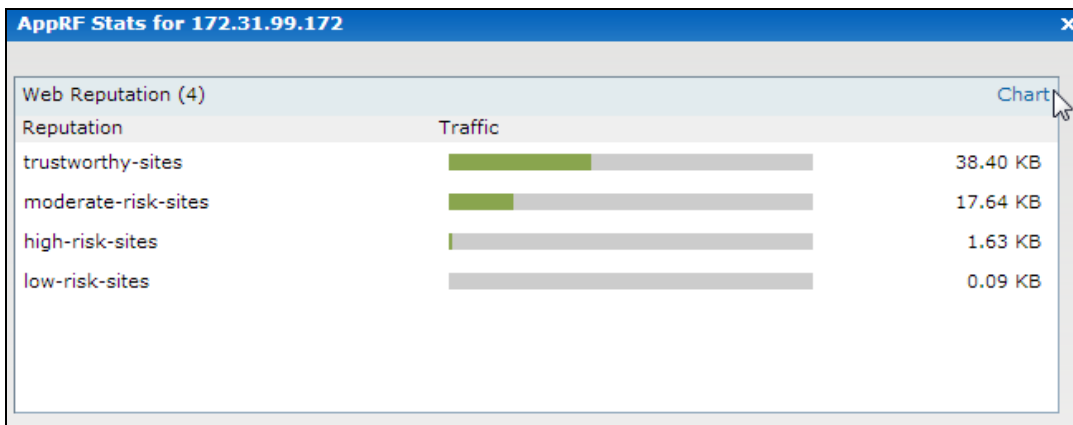 AppRF Stats for 172.31.99.172 x
Web Reputation (4) Chart
Reputation Traffic
trustworthy-sites 38.40 KB
moderate-risk-sites 17.64 KB
high-risk-sites 1.63 KB
low-risk-sites 0.09 KB